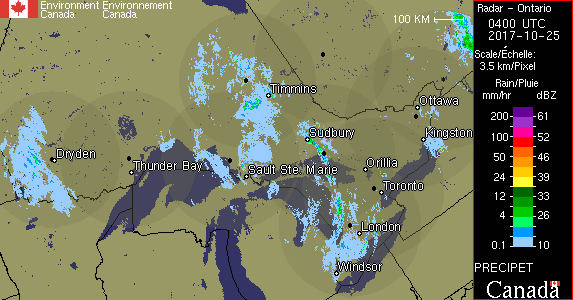 Environment Environnement
Canada Canada
100 KM
Timmins
Ottawa
Sudbury
Kingston
Dryden
Thunder Bay
Sault Ste. Marie
Orillia
Toronto
London
Windsor
Radar - Ontario
0400 UTC
2017-10-25
Scale/Échelle:
3.5 km/Pixel
Rain/Pluie
mm/hr dBZ
200 61
100 52
50 46
24 39
12 33
4 26
0.1 10
PRECIPET
Canada